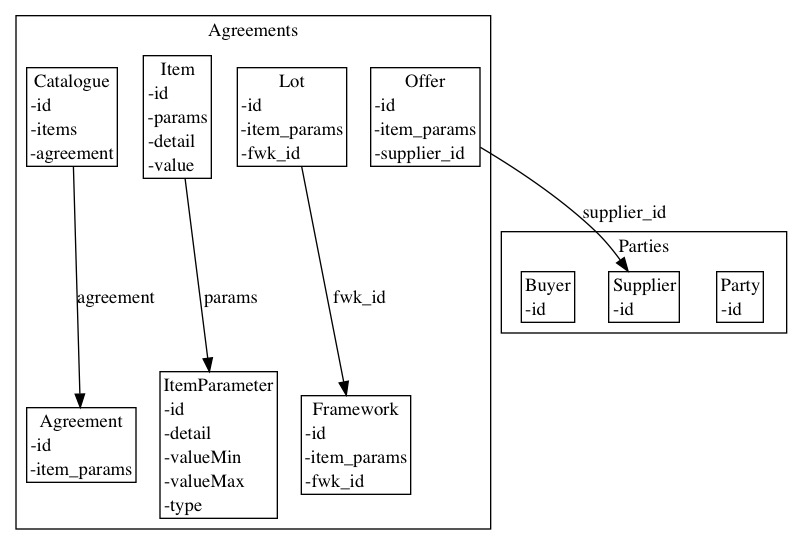 Agreements
Catalogue
-id
-items
-agreement
Item
-id
-params
-detail
-value
Lot
-id
-item_params
-fwk_id
Offer
-id
-item_params
-supplier_id
supplier_id
Parties
Buyer
-id
Supplier
-id
Party
-id
agreement
params
fwk_id
Agreement
-id
-item_params
ItemParameter
-id
-detail
-valueMin
-valueMax
-type
Framework
-id
-item_params
-fwk_id